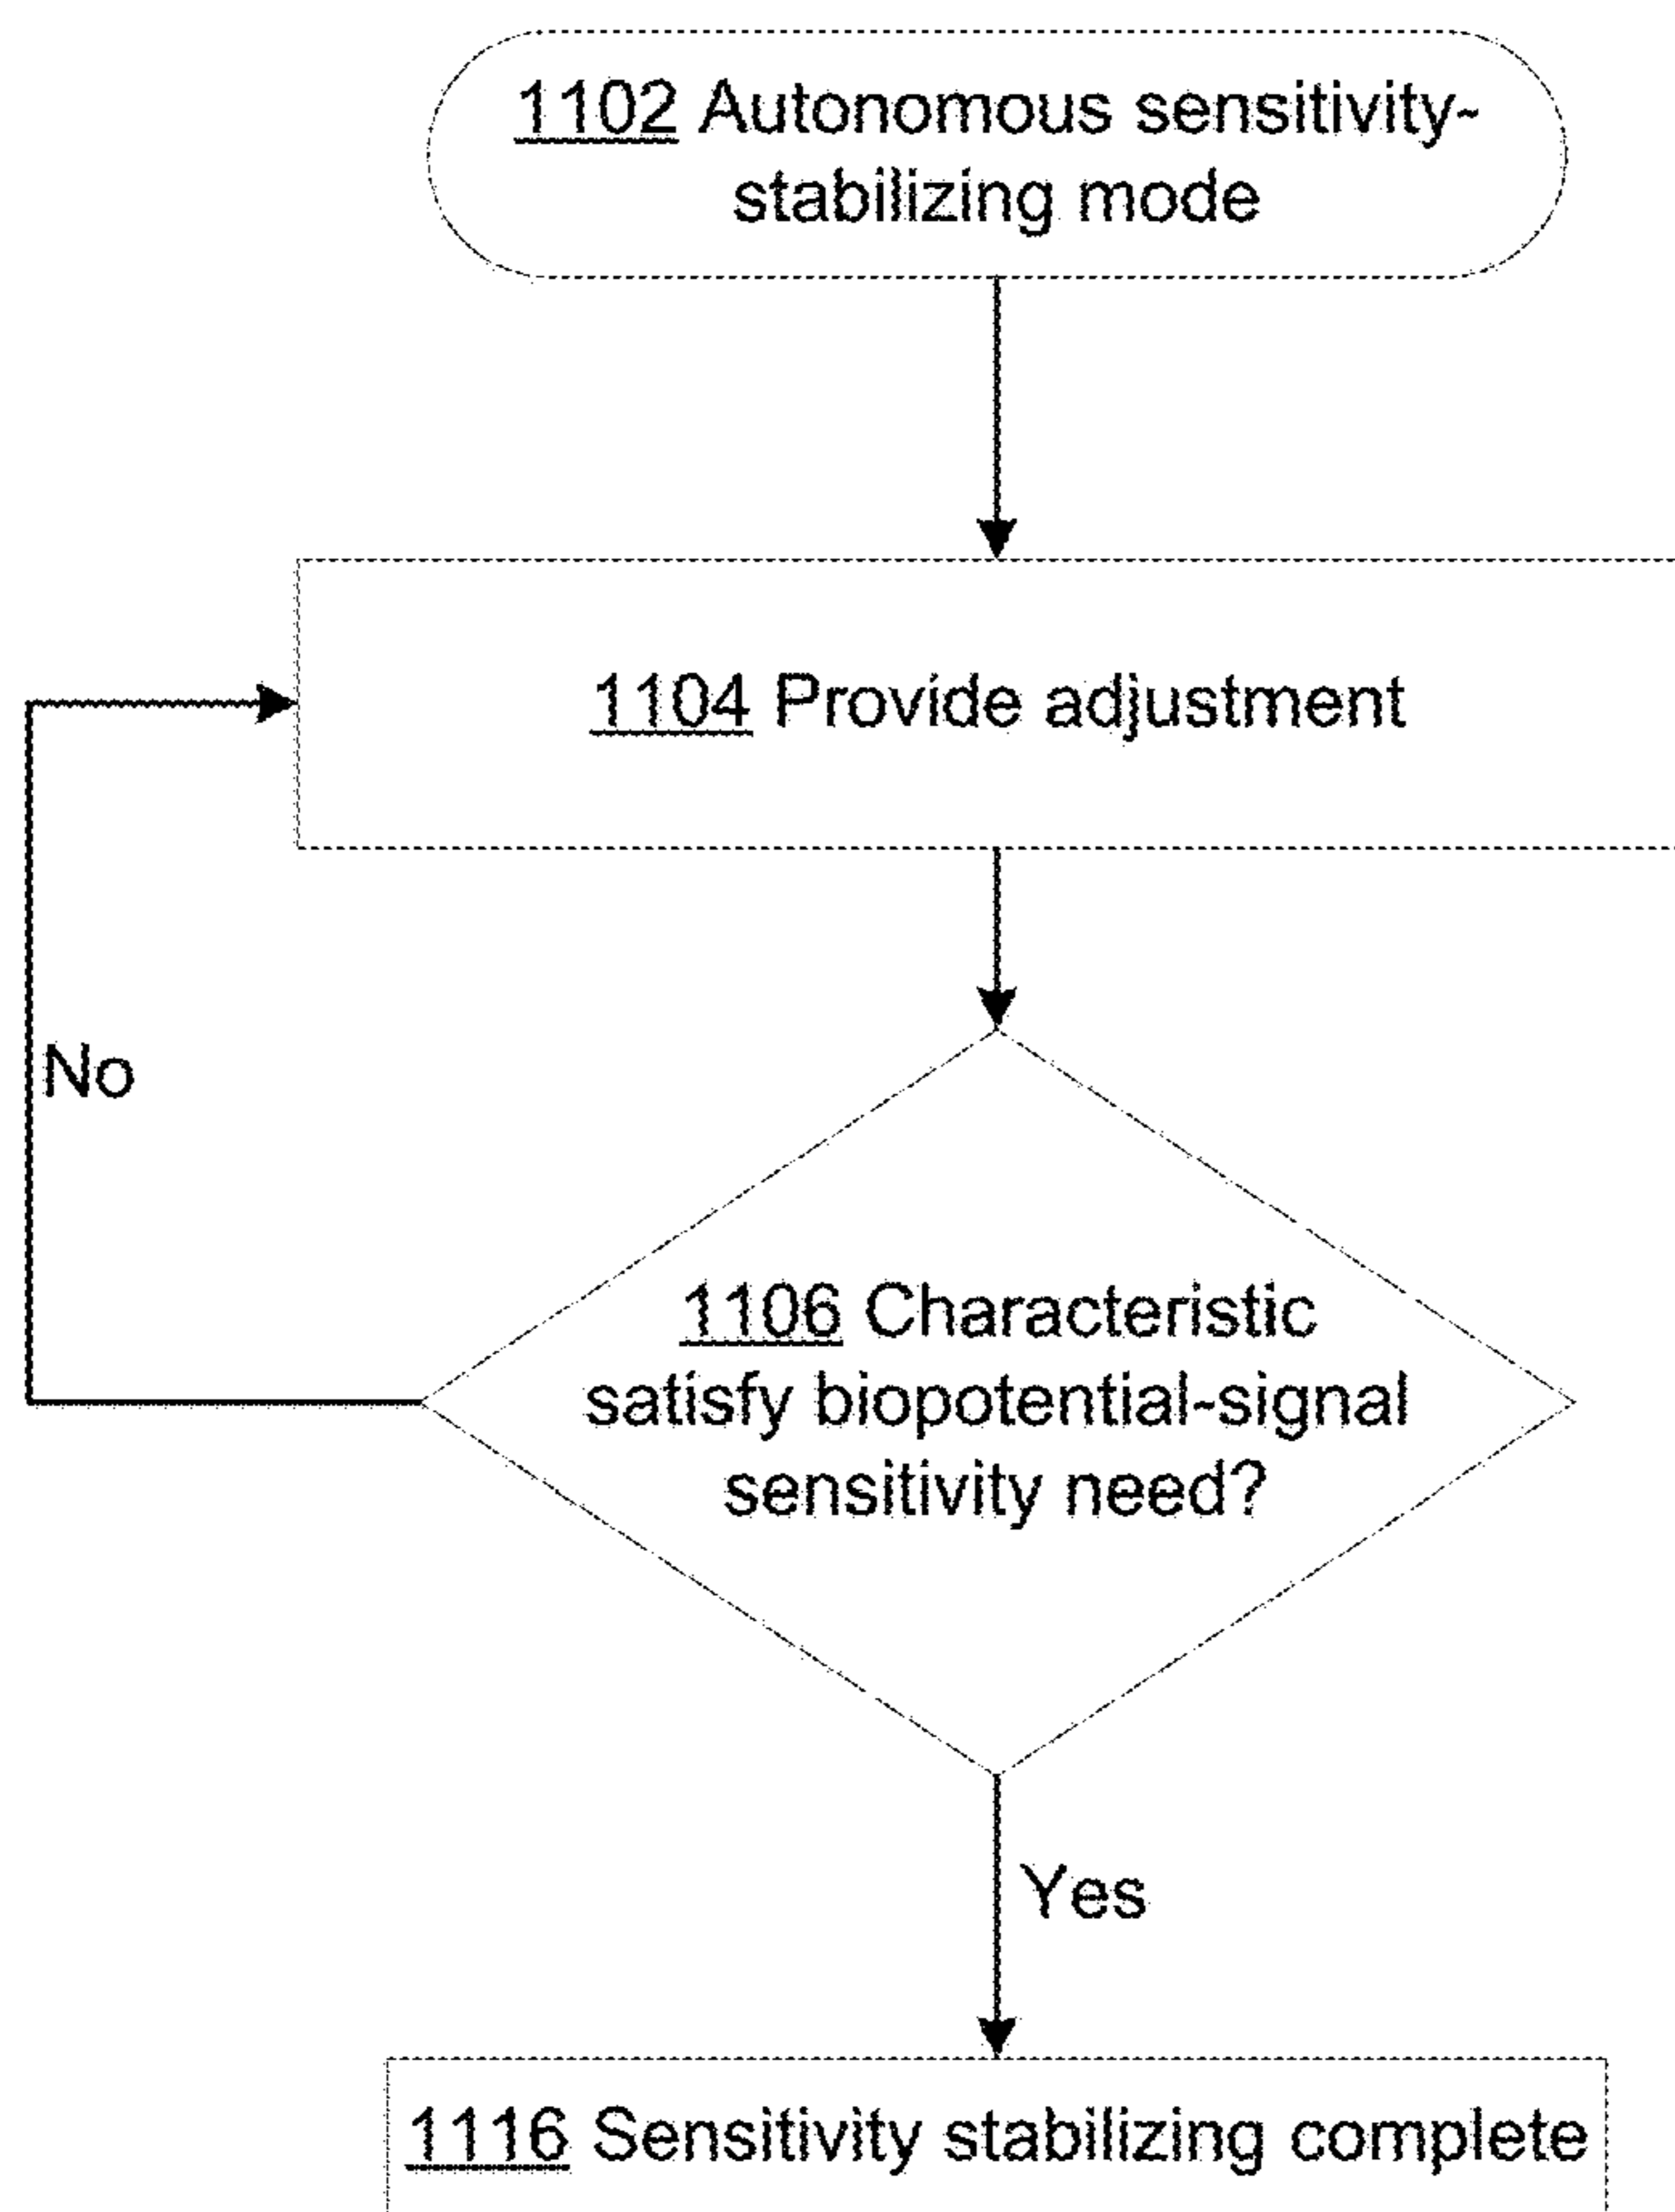 1102 Autonomous sensitivity-
stabilizing mode
1104 Provide adjustment
No
1106 Characteristic
satisfy biopotential-signal
sensitivity need?
Yes
1116 Sensitivity stabilizing complete